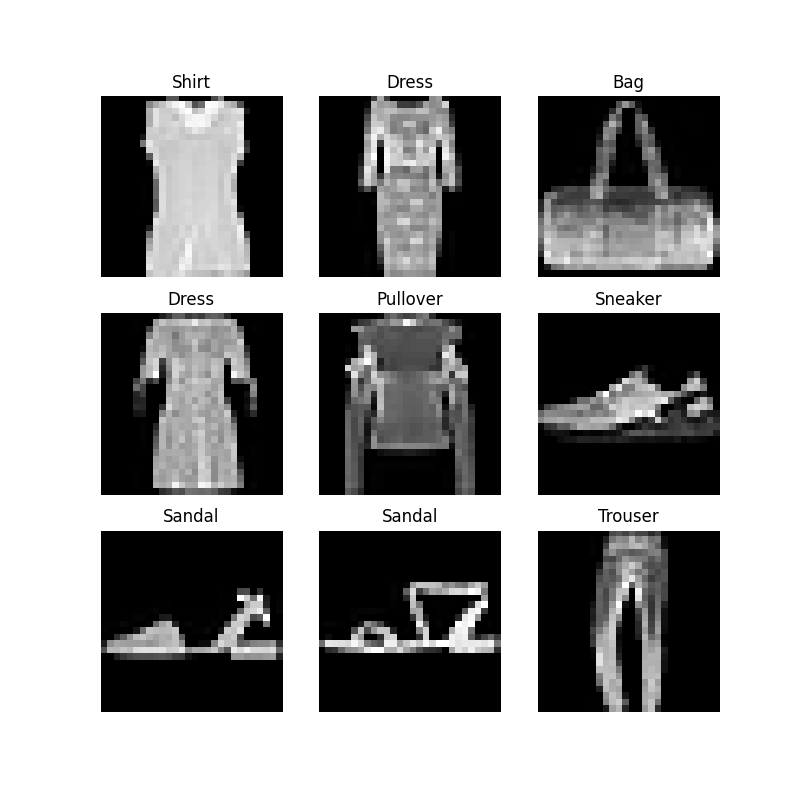 Shirt
Dress
Bag
Dress
Pullover
Sneaker
Sandal
Sandal
Trouser